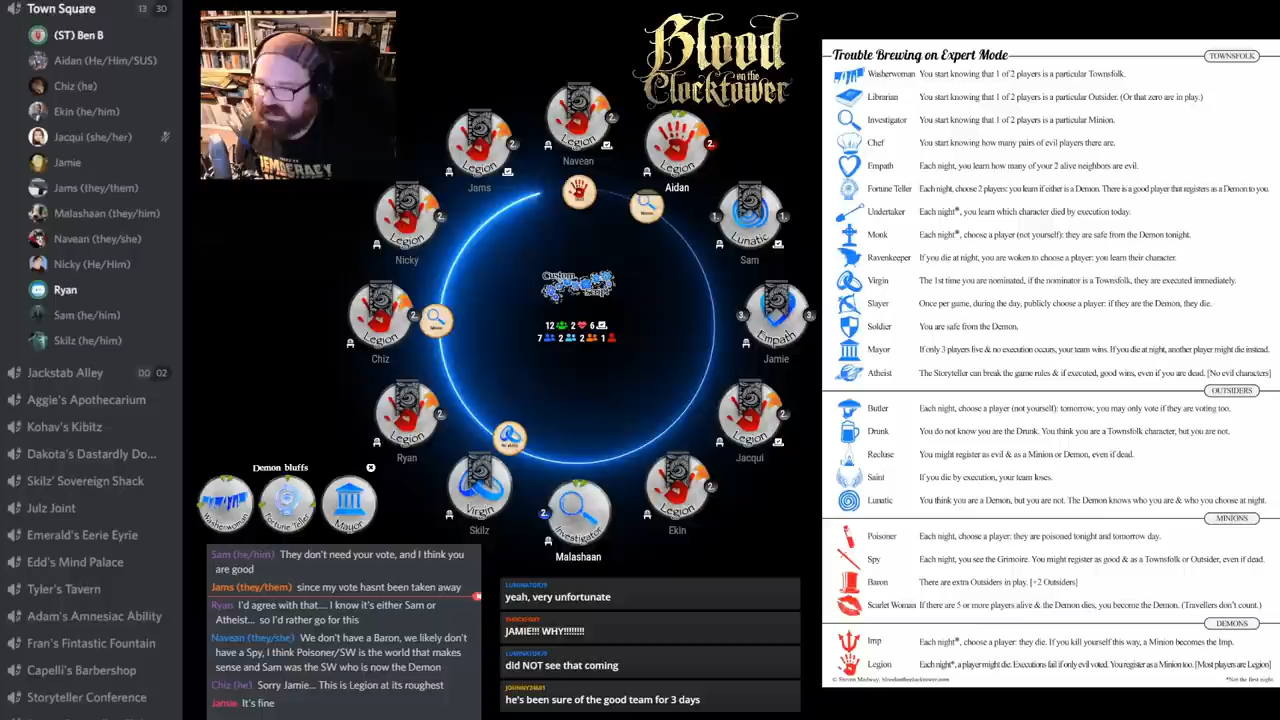 Town Square 13 30
(ST) Ben B
Aidan (He/Him/SUS)
Chiz (he)
Ekin (he/him)
Jacqui (she/her)
Jamie
Jams (they/them)
Malashaan (they/him)
Navean (they/she)
Nicky (He/Him)
Ryan
Sam (he/him)
Skilz (he/him)
Jackstab Alley 00 02
Aggie's Apothecarium
Kohav's Kibitz
Dakota's Dastardly Do...
Skilz' Sovereign Shack
Julz Joint
Emerald's Eerie Eyrie
Edd's Mind Palace
Tyler's Tavern
Adam's Amnesiac Ability
Fran's Frenetic Fountain
Capelli's Barbershop
Storyteller Conference
Blood
on the
Clocktower
Legion
Navean
Legion
Aidan
Lunatic
Sam
Empath
Jamie
Legion
Jacqui
Legion
Ekin
Investigator
Malashaan
Virgin
Skilz
Legion
Ryan
Legion
Chiz
Legion
Nicky
Legion
Jams
Custom
Script
12 2 6
7 2 2 1
Demon bluffs
Washerwoman
Fortune Teller
Mayor
Sam (he/him) They don't need your vote, and I think you
are good
Jams (they/them) since my vote hasnt been taken away
Ryan I'd agree with that.... I know it's either Sam or
Atheist... so I'd rather go for this
Navean (they/she) We don't have a Baron, we likely don't
have a Spy, I think Poisoner/SW is the world that makes
sense and Sam was the SW who is now the Demon
Chiz (he) Sorry Jamie... This is Legion at its roughest
Jamie It's fine
yeah, very unfortunate
JAMIE!!! WHY!!!!!!!!
did NOT see that coming
he's been sure of the good team for 3 days
Trouble Brewing on Expert Mode
TOWNSFOLK
Washerwoman You start knowing that 1 of 2 players is a particular Townsfolk.
Librarian You start knowing that 1 of 2 players is a particular Outsider. (Or that zero are in play.)
Investigator You start knowing that 1 of 2 players is a particular Minion.
Chef You start knowing how many pairs of evil players there are.
Empath Each night, you learn how many of your 2 alive neighbors are evil.
Fortune Teller Each night, choose 2 players: you learn if either is a Demon. There is a good player that registers as a Demon to you.
Undertaker Each night*, you learn which character died by execution today.
Monk Each night*, choose a player (not yourself): they are safe from the Demon tonight.
Ravenkeeper If you die at night, you are woken to choose a player: you learn their character.
Virgin The 1st time you are nominated, if the nominator is a Townsfolk, they are executed immediately.
Slayer Once per game, during the day, publicly choose a player: if they are the Demon, they die.
Soldier You are safe from the Demon.
Mayor If only 3 players live & no execution occurs, your team wins. If you die at night, another player might die instead.
Atheist The Storyteller can break the game rules & if executed, good wins, even if you are dead. [No evil characters]
OUTSIDERS
Butler Each night, choose a player (not yourself): tomorrow, you may only vote if they are voting too.
Drunk You do not know you are the Drunk. You think you are a Townsfolk character, but you are not.
Recluse You might register as evil & as a Minion or Demon, even if dead.
Saint If you die by execution, your team loses.
Lunatic You think you are a Demon, but you are not. The Demon knows who you are & who you choose at night.
MINIONS
Poisoner Each night, choose a player: they are poisoned tonight and tomorrow day.
Spy Each night, you see the Grimoire. You might register as good & as a Townsfolk or Outsider, even if dead.
Baron There are extra Outsiders in play. [+2 Outsiders]
Scarlet Woman If there are 5 or more players alive & the Demon dies, you become the Demon. (Travellers don't count.)
DEMONS
Imp Each night*, choose a player: they die. If you kill yourself this way, a Minion becomes the Imp.
Legion Each night*, a player might die. Executions fail if only evil voted. You register as a Minion too. [Most players are Legion]
© Steven Medway, bloodontheclocktower.com *Not the first night.